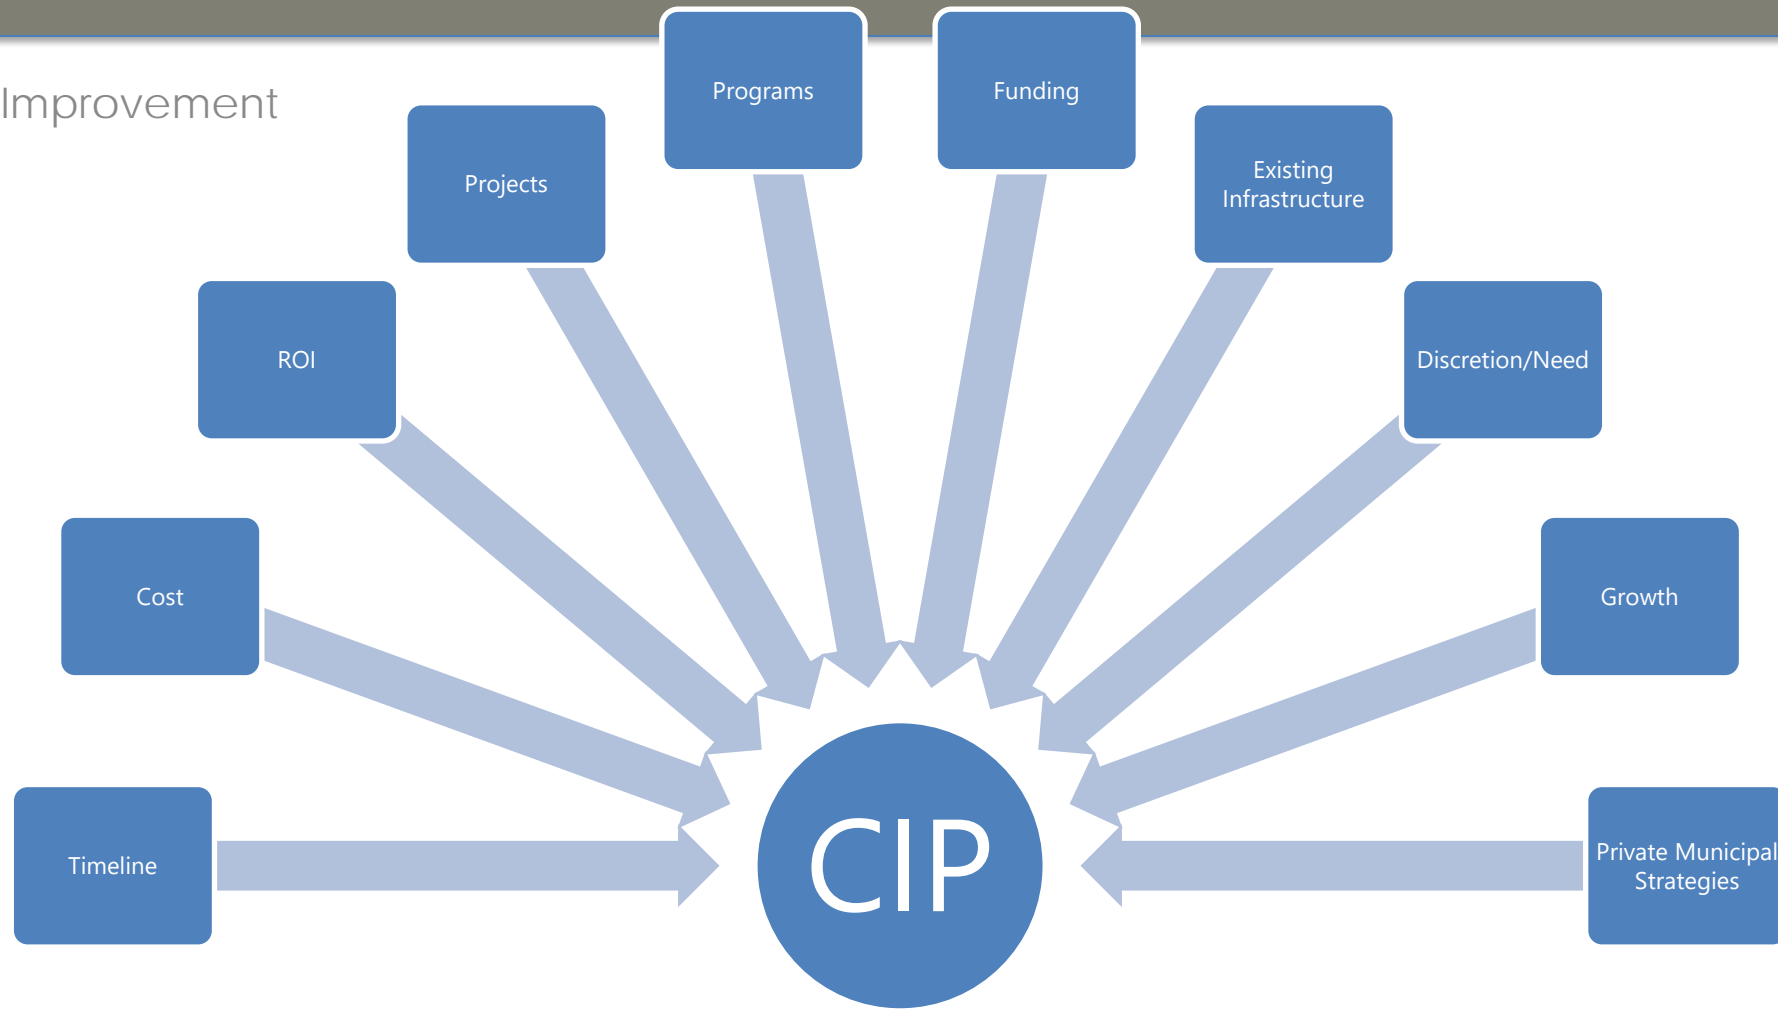 Improvement
Programs
Funding
Projects
Existing
Infrastructure
ROI
Discretion/Need
Cost
Growth
Timeline
CIP
Private Municipal
Strategies